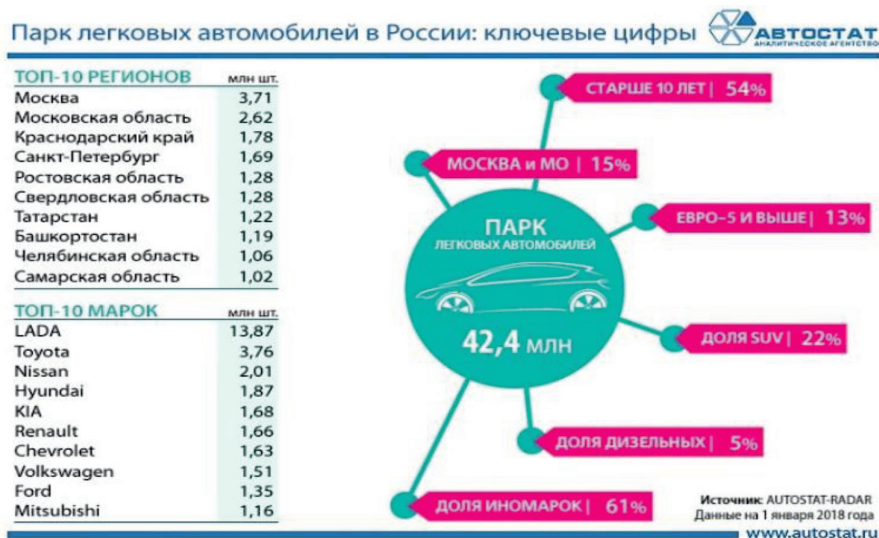 Парк легковых автомобилей в России: ключевые цифры
АВТОСТАТ
АНАЛИТИЧЕСКОЕ АГЕНТСТВО
ТОП-10 РЕГИОНОВ млн шт.
Москва 3,71
Московская область 2,62
Краснодарский край 1,78
Санкт-Петербург 1,69
Ростовская область 1,28
Свердловская область 1,28
Татарстан 1,22
Башкортостан 1,19
Челябинская область 1,06
Самарская область 1,02
ТОП-10 МАРОК млн шт.
LADA 13,87
Toyota 3,76
Nissan 2,01
Hyundai 1,87
KIA 1,68
Renault 1,66
Chevrolet 1,63
Volkswagen 1,51
Ford 1,35
Mitsubishi 1,16
СТАРШЕ 10 ЛЕТ | 54%
МОСКВА и МО | 15%
ЕВРО-5 И ВЫШЕ | 13%
ПАРК
ЛЕГКОВЫХ АВТОМОБИЛЕЙ
42,4 МЛН
ДОЛЯ SUV | 22%
ДОЛЯ ДИЗЕЛЬНЫХ | 5%
ДОЛЯ ИНОМАРОК | 61%
Источник: AUTOSTAT-RADAR
Данные на 1 января 2018 года
www.autostat.ru